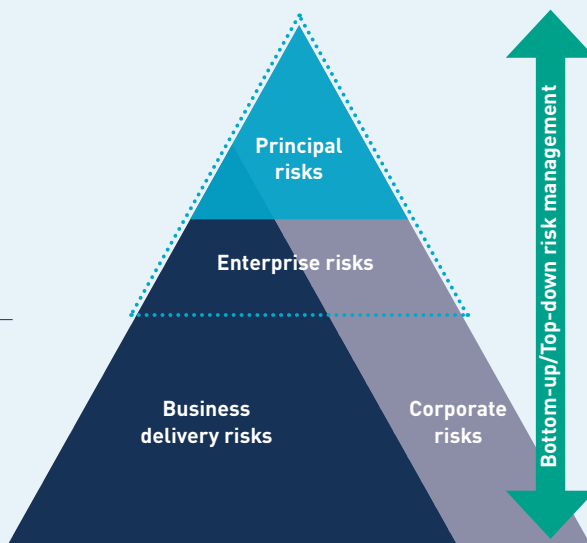 Principal
risks
Enterprise risks
Business
delivery risks
Corporate
risks
Bottom-up/Top-down risk management